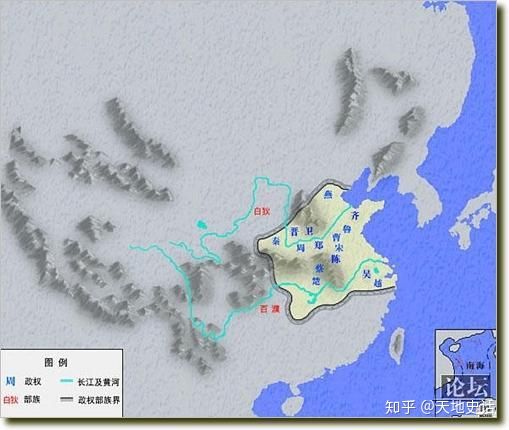 燕
白狄
齐
晋 卫 鲁
曹
秦 周 郑 宋
陈
蔡 吴
楚 越
百濮
图例
周 政权 长江及黄河
白狄 部族 政权部族界
南海
论坛
知乎 @天地史话